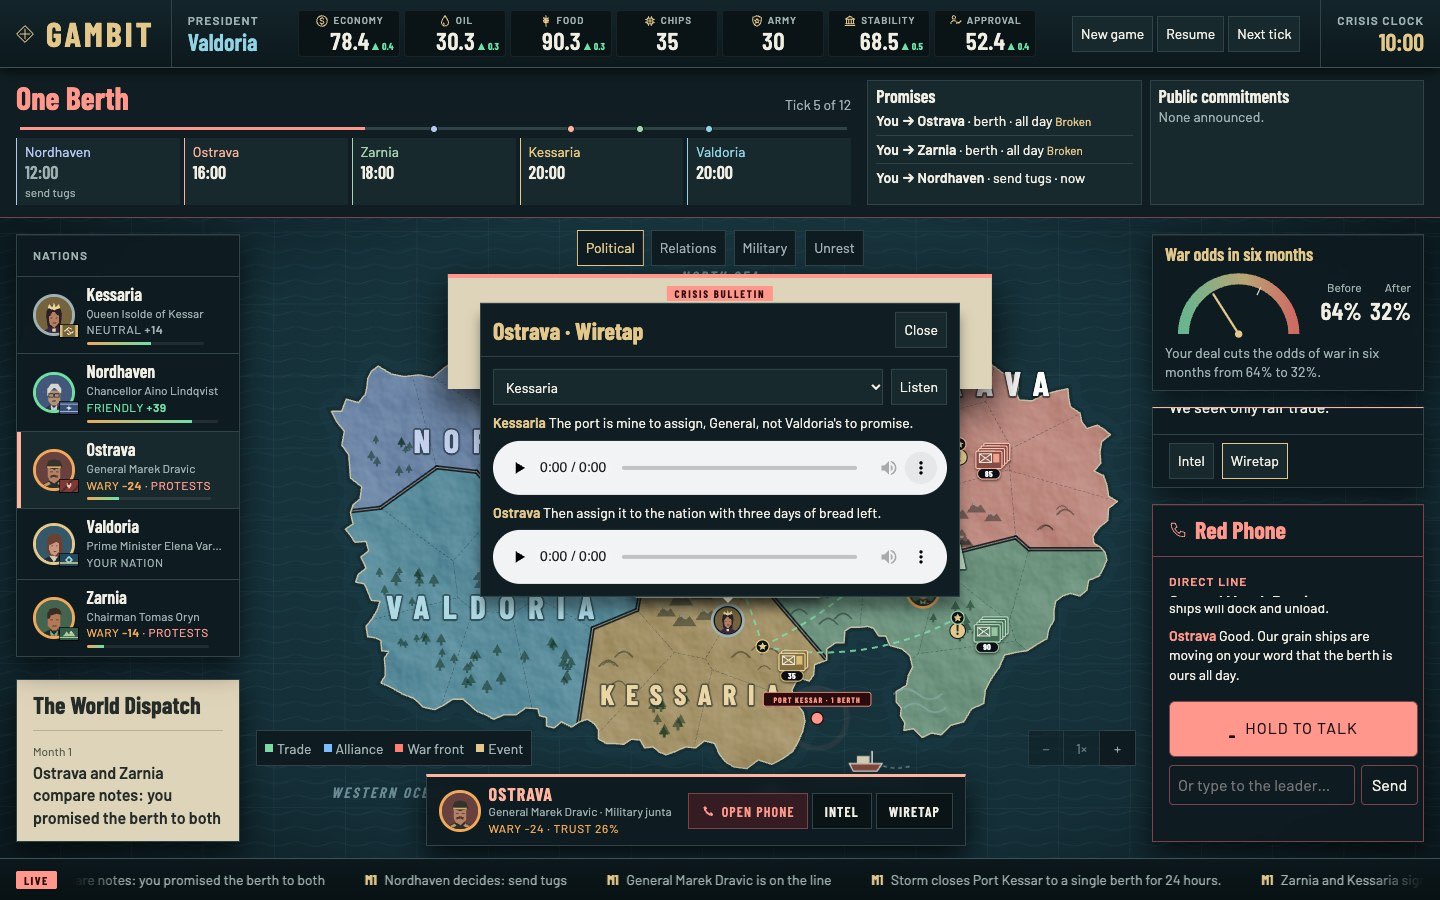 GAMBIT
PRESIDENT
Valdoria
ECONOMY
78.4 ▲ 0.4
OIL
30.3 ▲ 0.3
FOOD
90.3 ▲ 0.3
CHIPS
35
ARMY
30
STABILITY
68.5 ▲ 0.5
APPROVAL
52.4 ▲ 0.4
New game
Resume
Next tick
CRISIS CLOCK
10:00
One Berth
Tick 5 of 12
Nordhaven
12:00
send tugs
Ostrava
16:00
Zarnia
18:00
Kessaria
20:00
Valdoria
20:00
Promises
You → Ostrava · berth · all day Broken
You → Zarnia · berth · all day Broken
You → Nordhaven · send tugs · now
Public commitments
None announced.
NATIONS
Kessaria
Queen Isolde of Kessar
NEUTRAL +14
Nordhaven
Chancellor Aino Lindqvist
FRIENDLY +39
Ostrava
General Marek Dravic
WARY -24 · PROTESTS
Valdoria
Prime Minister Elena Var...
YOUR NATION
Zarnia
Chairman Tomas Oryn
WARY -14 · PROTESTS
The World Dispatch
Month 1
Ostrava and Zarnia
compare notes: you
promised the berth to both
Political
Relations
Military
Unrest
CRISIS BULLETIN
Ostrava · Wiretap
Close
Kessaria
Listen
Kessaria The port is mine to assign, General, not Valdoria's to promise.
0:00 / 0:00
Ostrava Then assign it to the nation with three days of bread left.
0:00 / 0:00
NOR
AVA
85
A
VALDORIA
90
35
KESSARIA
PORT KESSAR · 1 BERTH
Trade
Alliance
War front
Event
−
1×
+
WESTERN OCE
OSTRAVA
General Marek Dravic · Military junta
WARY -24 · TRUST 26%
OPEN PHONE
INTEL
WIRETAP
War odds in six months
Before
After
64%
32%
Your deal cuts the odds of war in six
months from 64% to 32%.
We seek only fair trade.
Intel
Wiretap
Red Phone
DIRECT LINE
ships will dock and unload.
Ostrava Good. Our grain ships are
moving on your word that the berth is
ours all day.
HOLD TO TALK
Or type to the leader...
Send
LIVE
are notes: you promised the berth to both
M1 Nordhaven decides: send tugs
M1 General Marek Dravic is on the line
M1 Storm closes Port Kessar to a single berth for 24 hours.
M1 Zarnia and Kessaria sig